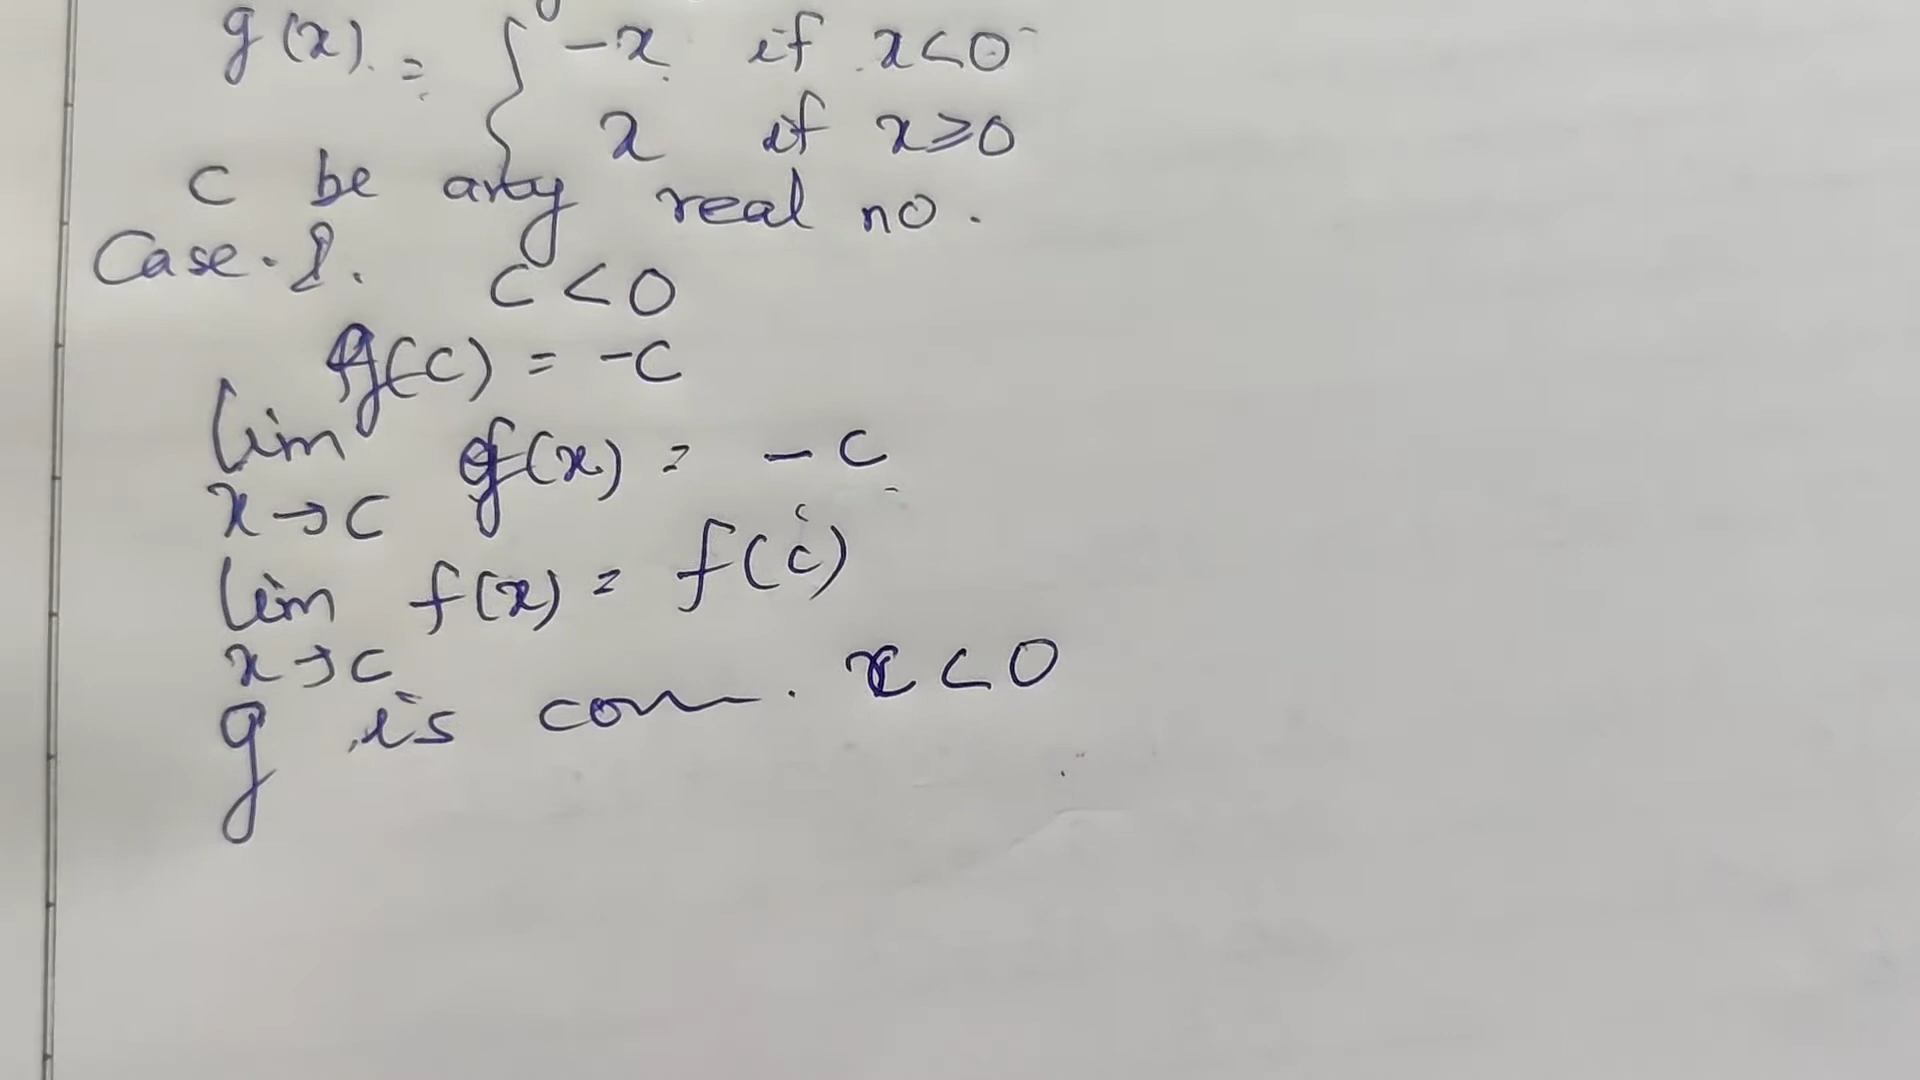 g(x) = { -x if x<0
x if x≥0
C be any real no.
Case. I. C<0
g(c) = -C
lim g(x) = -C
x→C
lim f(x) = f(c)
x→C
g is con. x<0